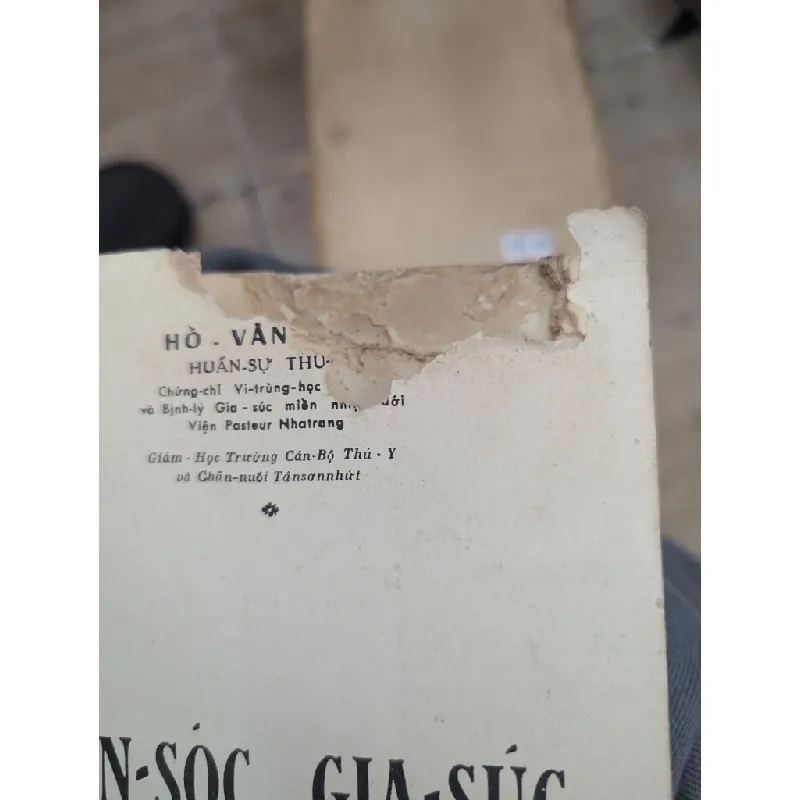 HỒ - VĂN
HUẤN-SỰ THÚ-
Chứng-chỉ Vi-trùng-học
và Bịnh-lý Gia - súc miền
Viện Pasteur Nhatrang
Giám - Học Trường Cán-Bộ Thú - Y
và Chăn-nuôi Tânsơnnhứt
N-SÓC GIA-SÚC